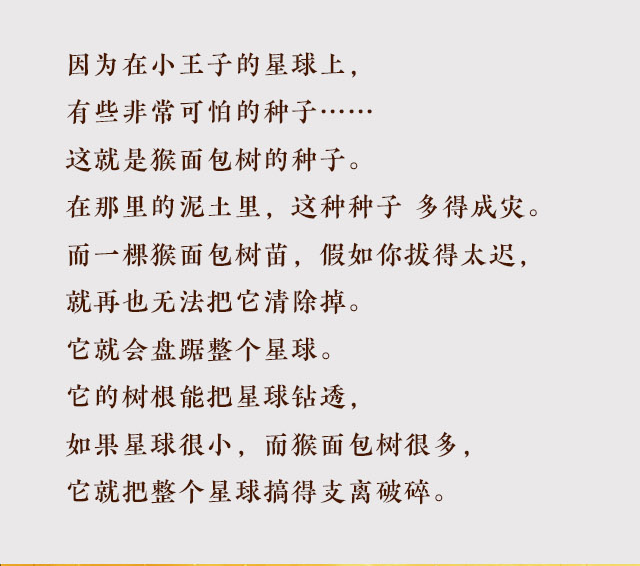 因为在小王子的星球上，
有些非常可怕的种子……
这就是猴面包树的种子。
在那里的泥土里，这种种子 多得成灾。
而一棵猴面包树苗，假如你拔得太迟，
就再也无法把它清除掉。
它就会盘踞整个星球。
它的树根能把星球钻透，
如果星球很小，而猴面包树很多，
它就把整个星球搞得支离破碎。